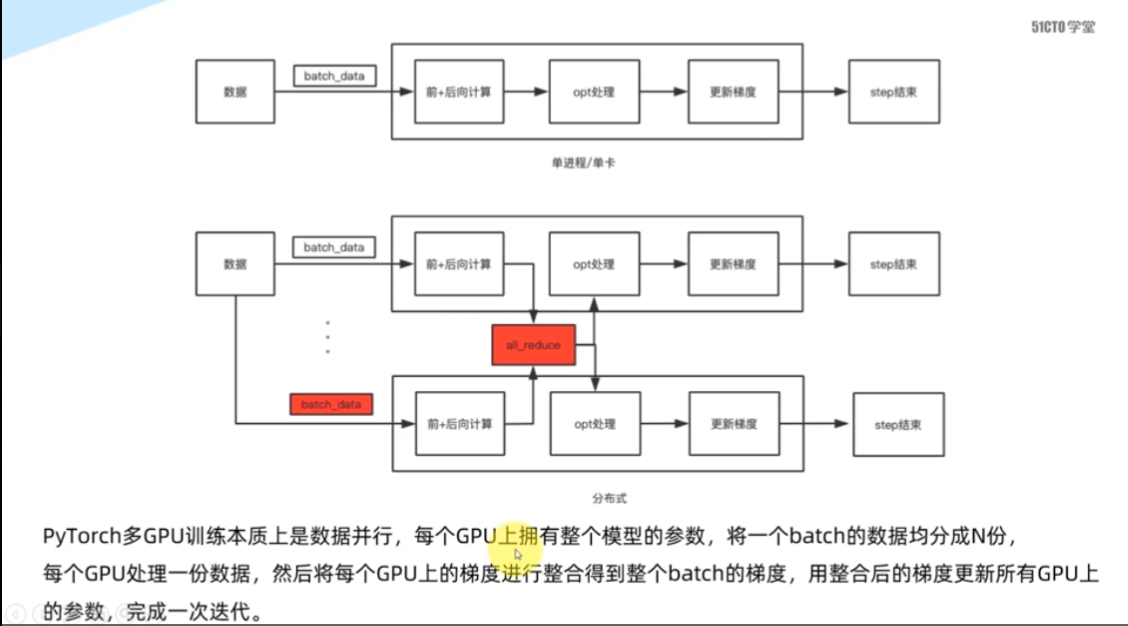 51CTO学堂
batch_data
数据
前+后向计算
opt处理
更新梯度
step结束
单进程/单卡
batch_data
数据
前+后向计算
opt处理
更新梯度
step结束
all_reduce
batch_data
前+后向计算
opt处理
更新梯度
step结束
分布式
PyTorch多GPU训练本质上是数据并行，每个GPU上拥有整个模型的参数，将一个batch的数据均分成N份，
每个GPU处理一份数据，然后将每个GPU上的梯度进行整合得到整个batch的梯度，用整合后的梯度更新所有GPU上
的参数，完成一次迭代。